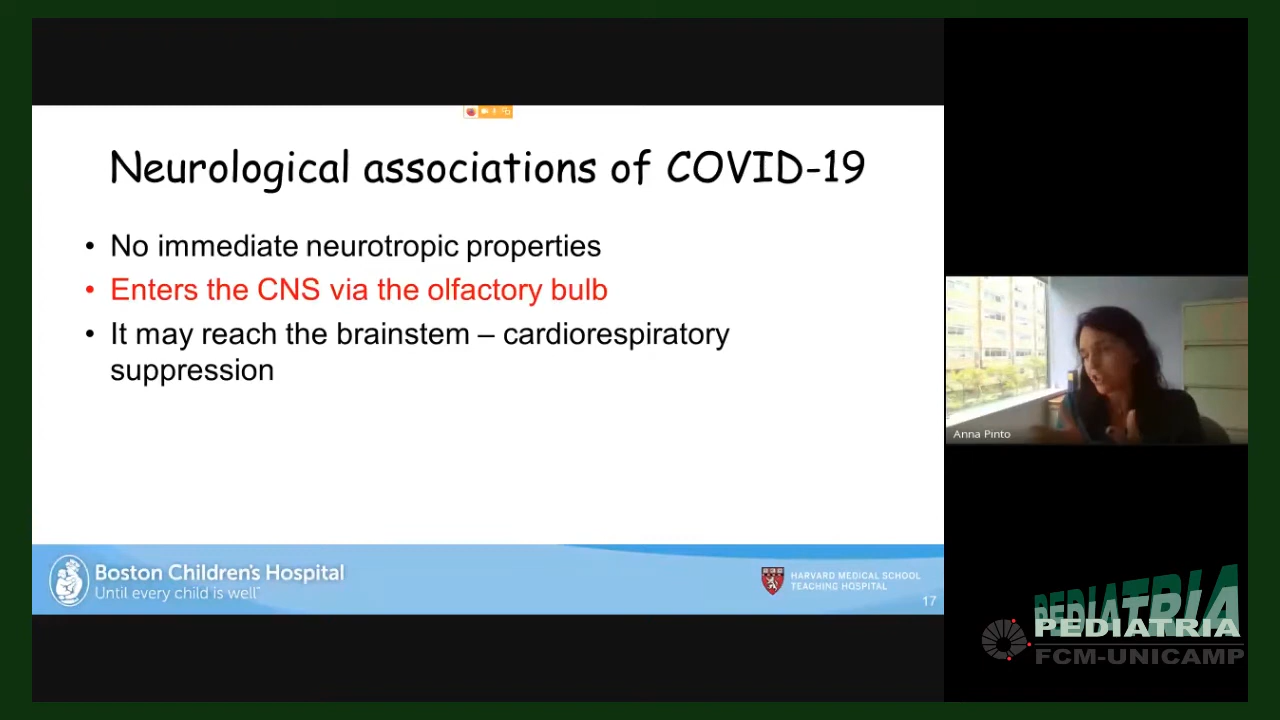 Neurological associations of COVID-19
• No immediate neurotropic properties
• Enters the CNS via the olfactory bulb
• It may reach the brainstem – cardiorespiratory
suppression
Boston Children's Hospital
Until every child is well™
HARVARD MEDICAL SCHOOL
TEACHING HOSPITAL
17
Anna Pinto
PEDIATRIA
PEDIATRIA
FCM-UNICAMP